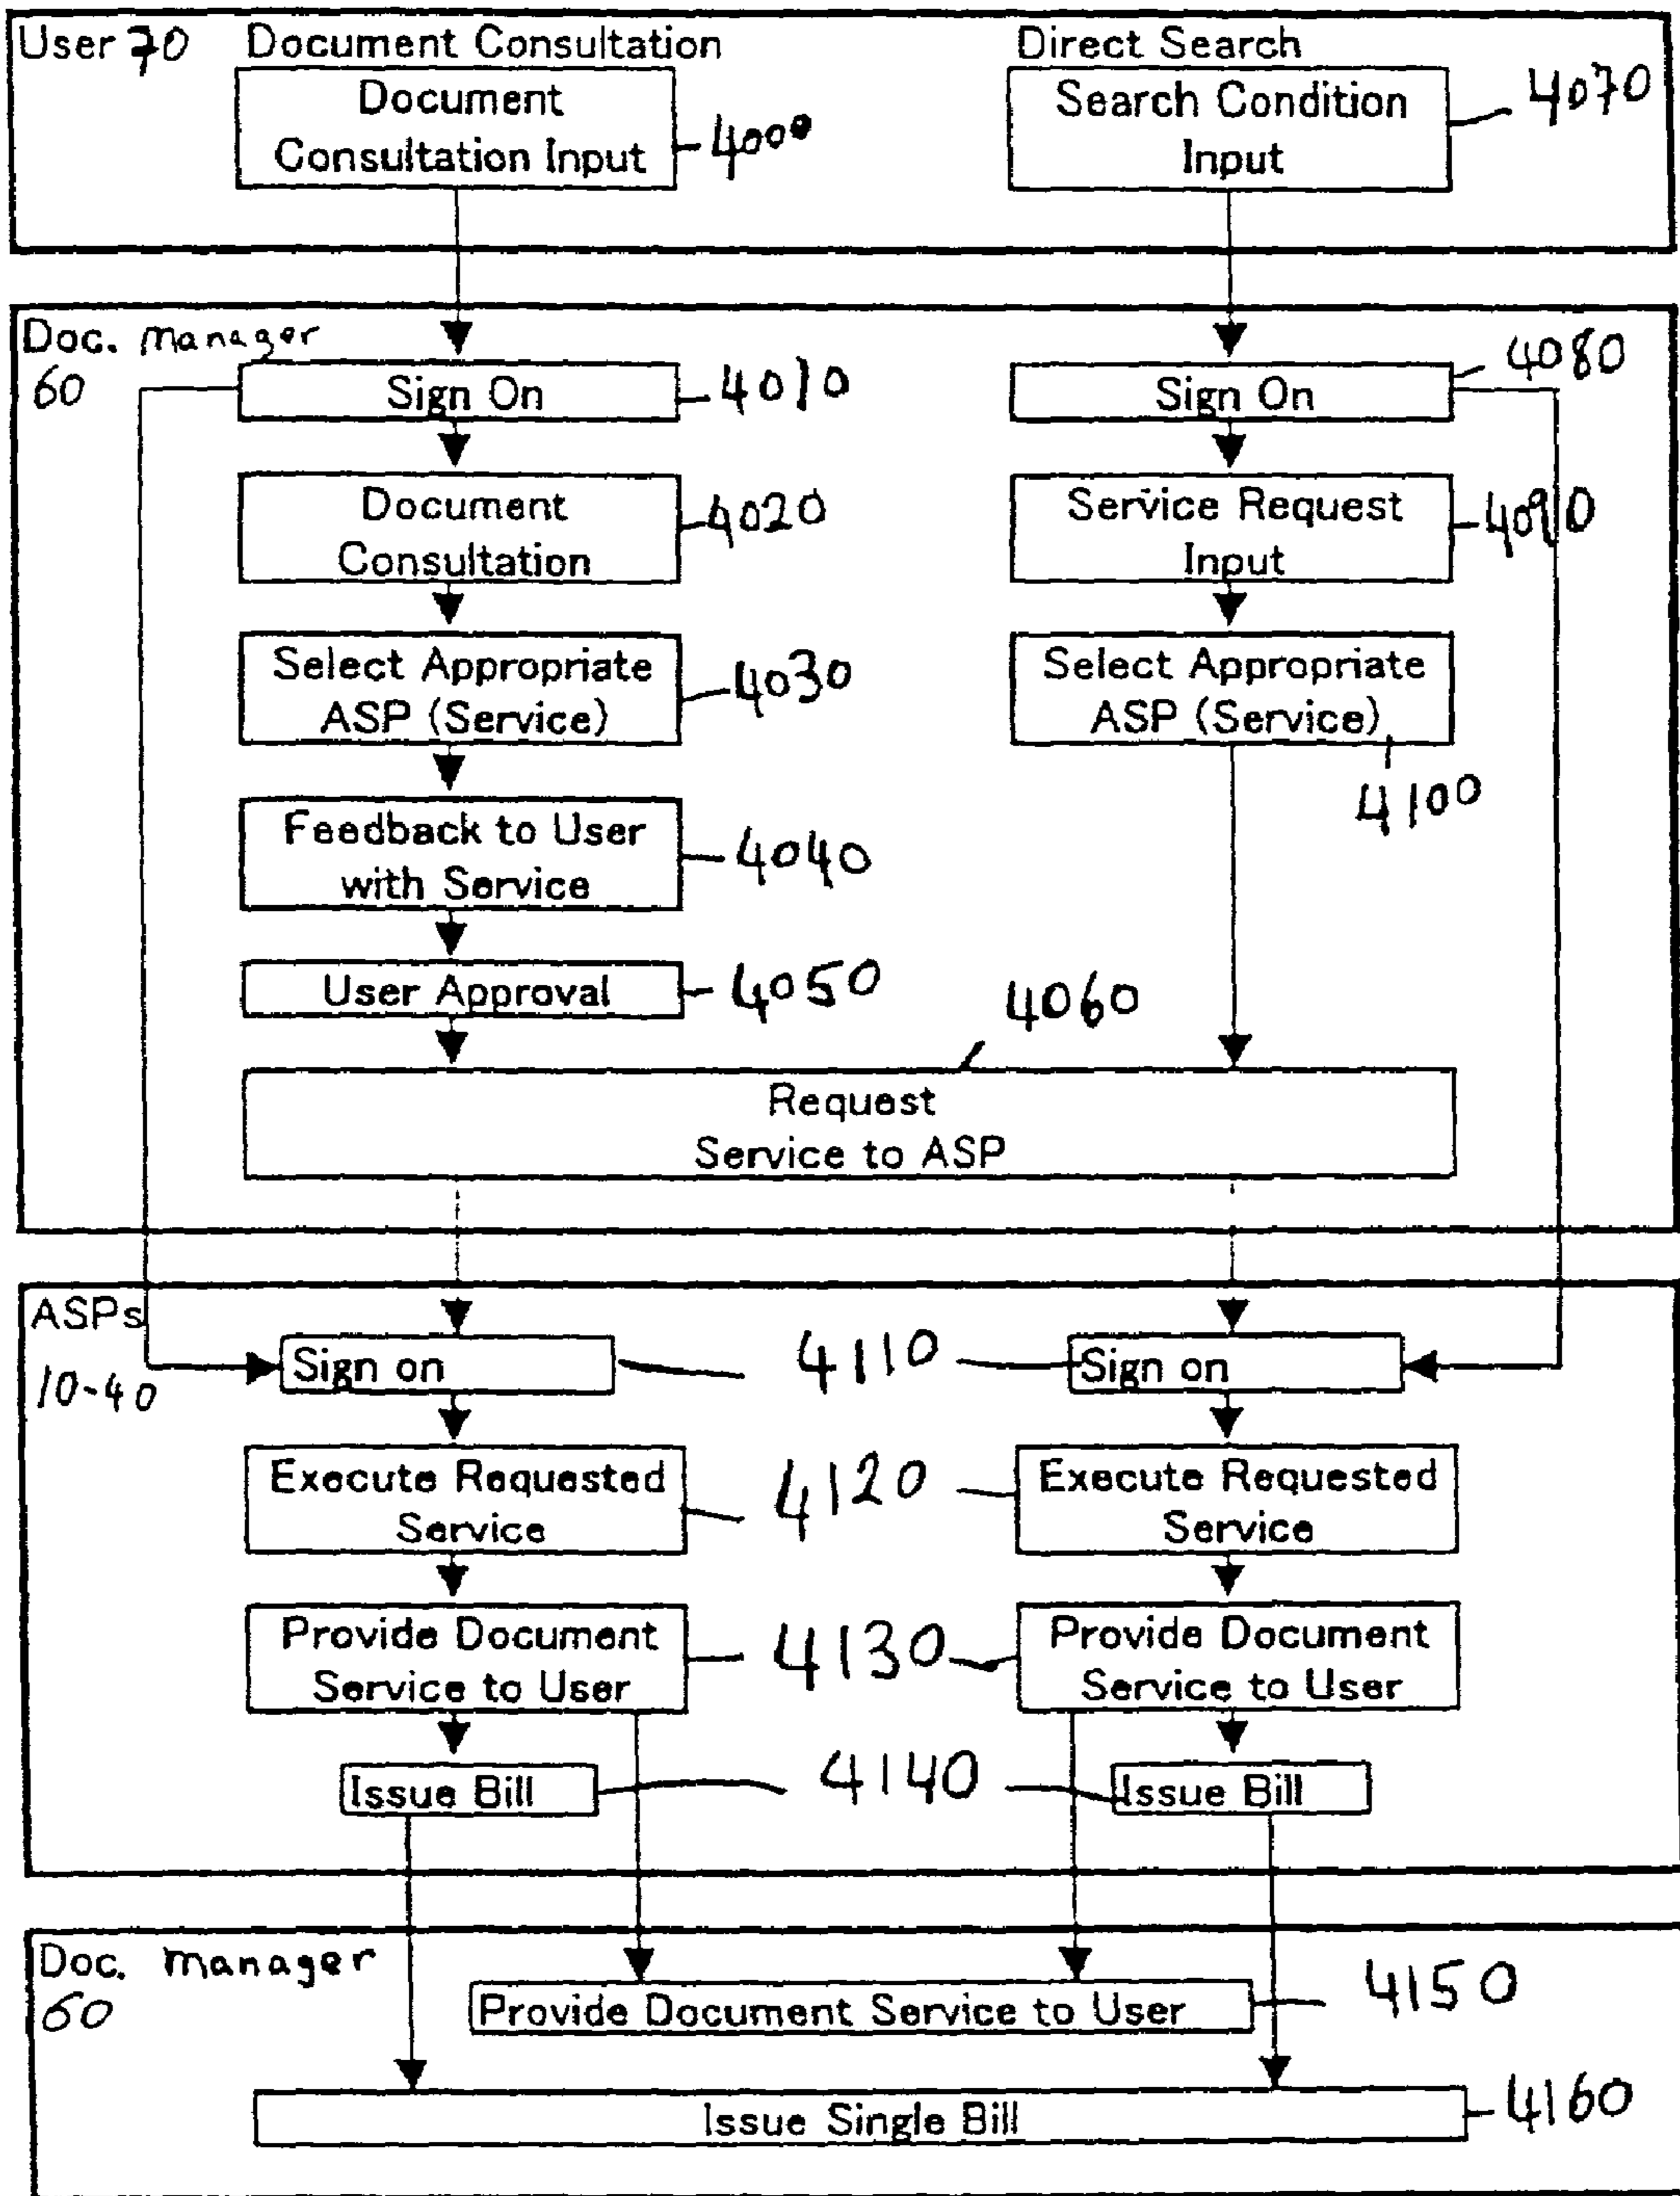 User 70
Document Consultation
Direct Search
Document
Consultation Input
4000
Search Condition
Input
4070
Doc. manager
60
Sign On
4010
Sign On
4080
Document
Consultation
4020
Service Request
Input
4090
Select Appropriate
ASP (Service)
4030
Select Appropriate
ASP (Service)
4100
Feedback to User
with Service
4040
User Approval
4050
4060
Request
Service to ASP
ASPs
10-40
Sign on
4110
Sign on
Execute Requested
Service
4120
Execute Requested
Service
Provide Document
Service to User
4130
Provide Document
Service to User
Issue Bill
4140
Issue Bill
Doc. manager
60
Provide Document Service to User
4150
Issue Single Bill
4160